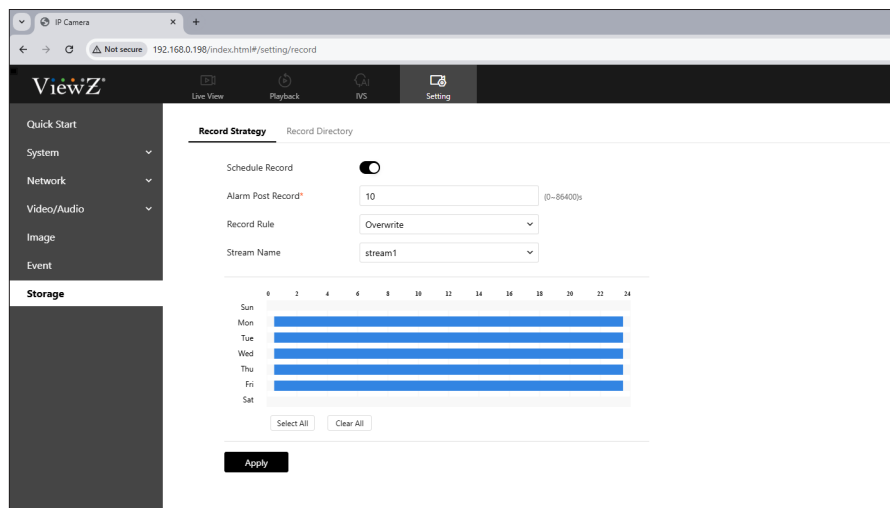 IP Camera
Not secure 192.168.0.198/index.html#/setting/record
ViewZ
Live View Playback IVS Setting
AI
Quick Start
System
Network
Video/Audio
Image
Event
Storage
Record Strategy Record Directory
Schedule Record
Alarm Post Record* 10 (0~86400)s
Record Rule Overwrite
Stream Name stream1
0 2 4 6 8 10 12 14 16 18 20 22 24
Sun
Mon
Tue
Wed
Thu
Fri
Sat
Select All Clear All
Apply